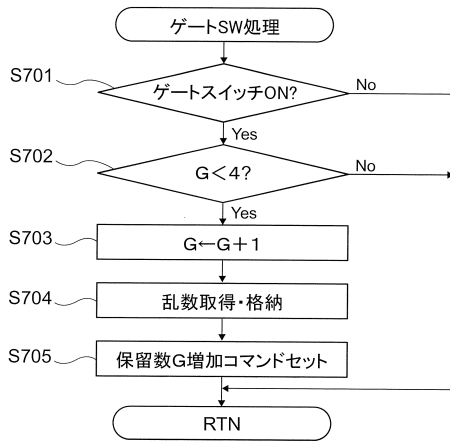 ゲートSW処理
S701
ゲートスイッチON?
No
Yes
S702
G<4?
No
Yes
S703
G←G+1
S704
乱数取得・格納
S705
保留数G増加コマンドセット
RTN